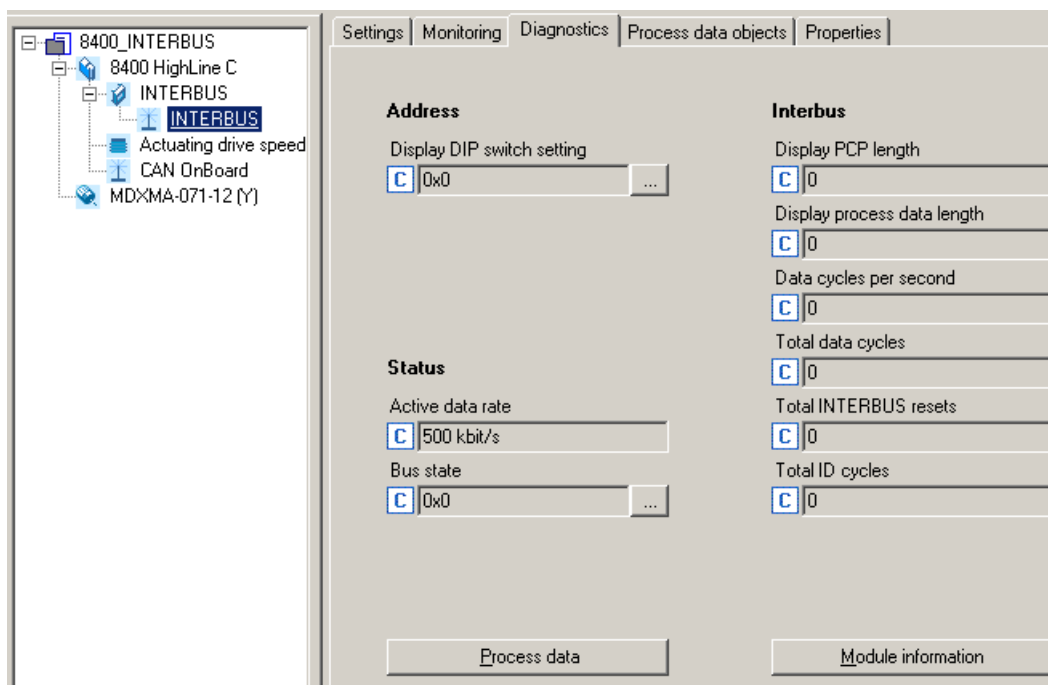 8400_INTERBUS
8400 HighLine C
INTERBUS
INTERBUS
Actuating drive speed
CAN OnBoard
MDXMA-071-12 (Y)
Settings Monitoring Diagnostics Process data objects Properties
Address
Display DIP switch setting
C 0x0 ...
Status
Active data rate
C 500 kbit/s
Bus state
C 0x0 ...
Process data
Interbus
Display PCP length
C 0
Display process data length
C 0
Data cycles per second
C 0
Total data cycles
C 0
Total INTERBUS resets
C 0
Total ID cycles
C 0
Module information